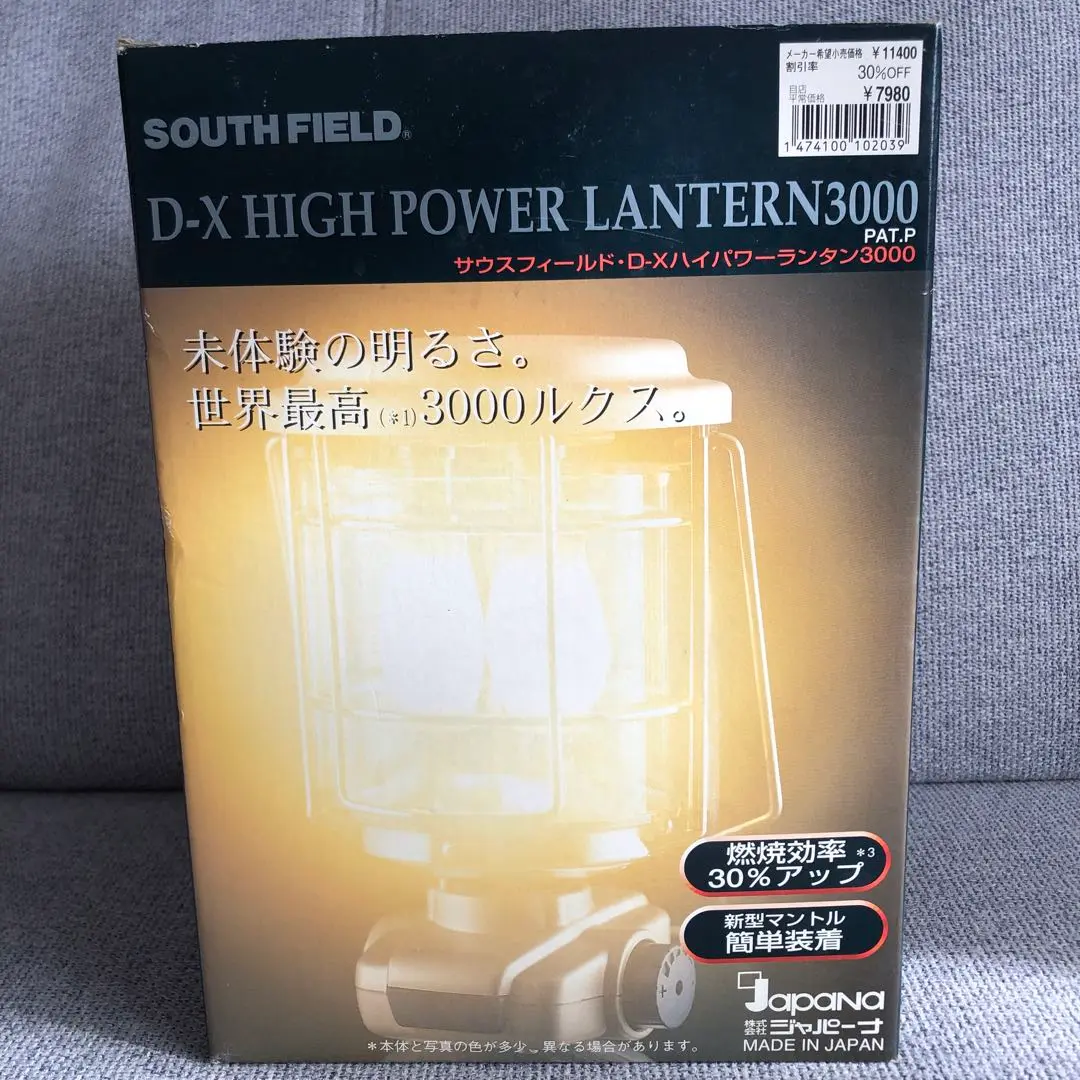 メーカー希望小売価格 ¥11400
割引率 30%OFF
自店
平常価格 ¥7980
1 474100 102039
SOUTH FIELD®
D-X HIGH POWER LANTERN3000
PAT.P
サウスフィールド・D-Xハイパワーランタン3000
未体験の明るさ。
世界最高(*1)3000ルクス。
燃焼効率*3
30%アップ
新型マントル
簡単装着
Japana
株式会社 ジャパーナ
MADE IN JAPAN
*本体と写真の色が多少、異なる場合があります。